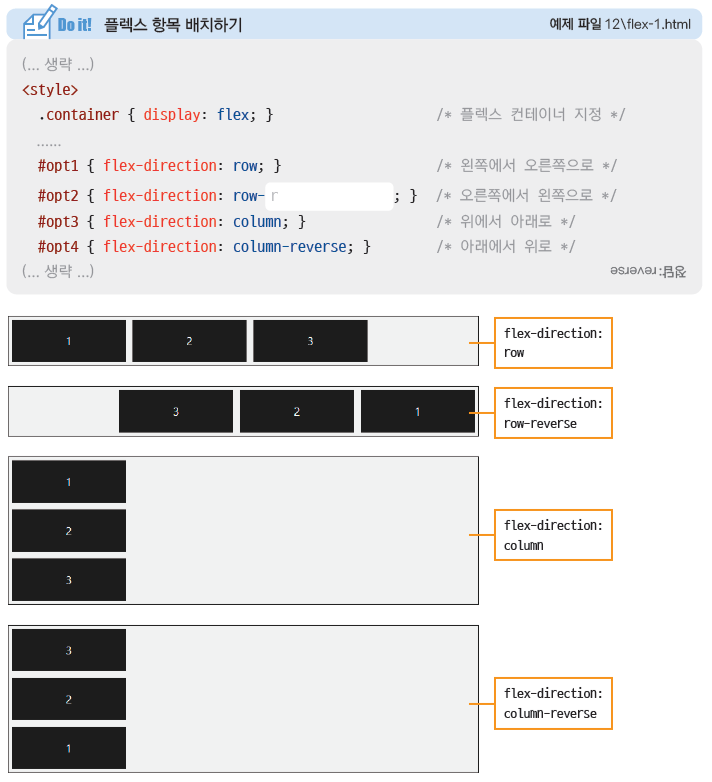 Do it! 플렉스 항목 배치하기 예제 파일 12\flex-1.html
(... 생략 ...)
<style>
.container { display: flex; } /* 플렉스 컨테이너 지정 */
......
#opt1 { flex-direction: row; } /* 왼쪽에서 오른쪽으로 */
#opt2 { flex-direction: row-r ; } /* 오른쪽에서 왼쪽으로 */
#opt3 { flex-direction: column; } /* 위에서 아래로 */
#opt4 { flex-direction: column-reverse; } /* 아래에서 위로 */
(... 생략 ...) 정답: reverse
1 2 3
flex-direction:
row
3 2 1
flex-direction:
row-reverse
1
2
3
flex-direction:
column
3
2
1
flex-direction:
column-reverse